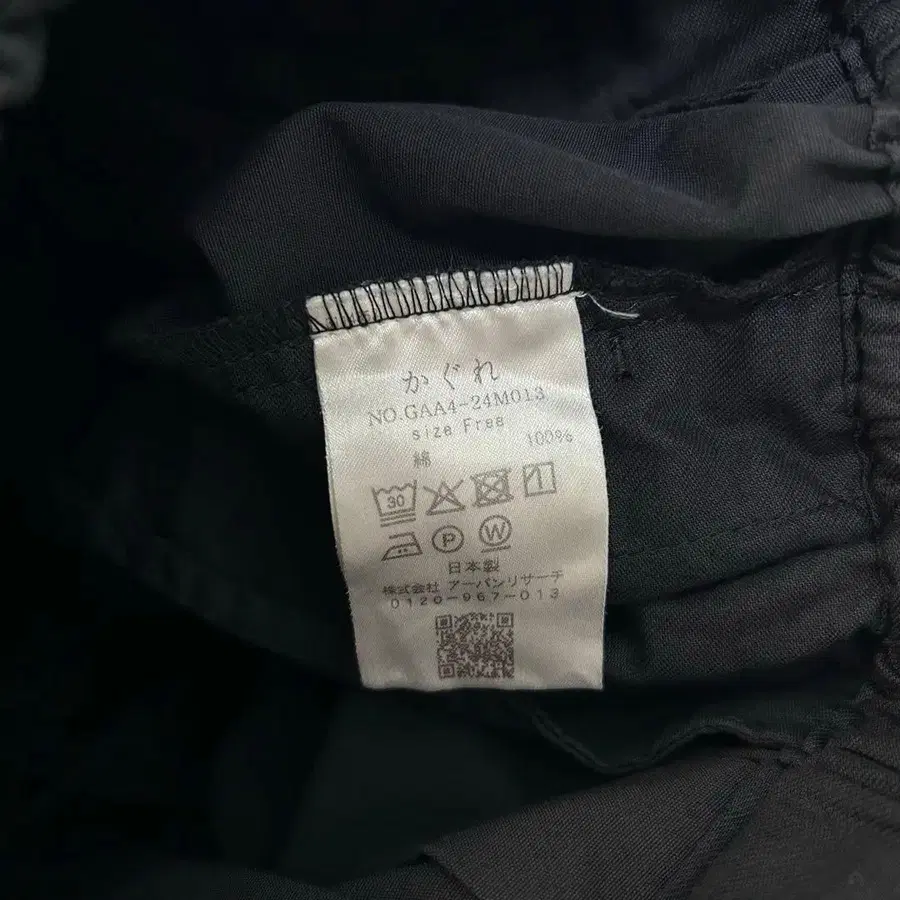 かぐれ
NO.GAA4-24M013
size Free
綿 100%
30
P W
日本製
株式会社 アーバンリサーチ
0120-967-013